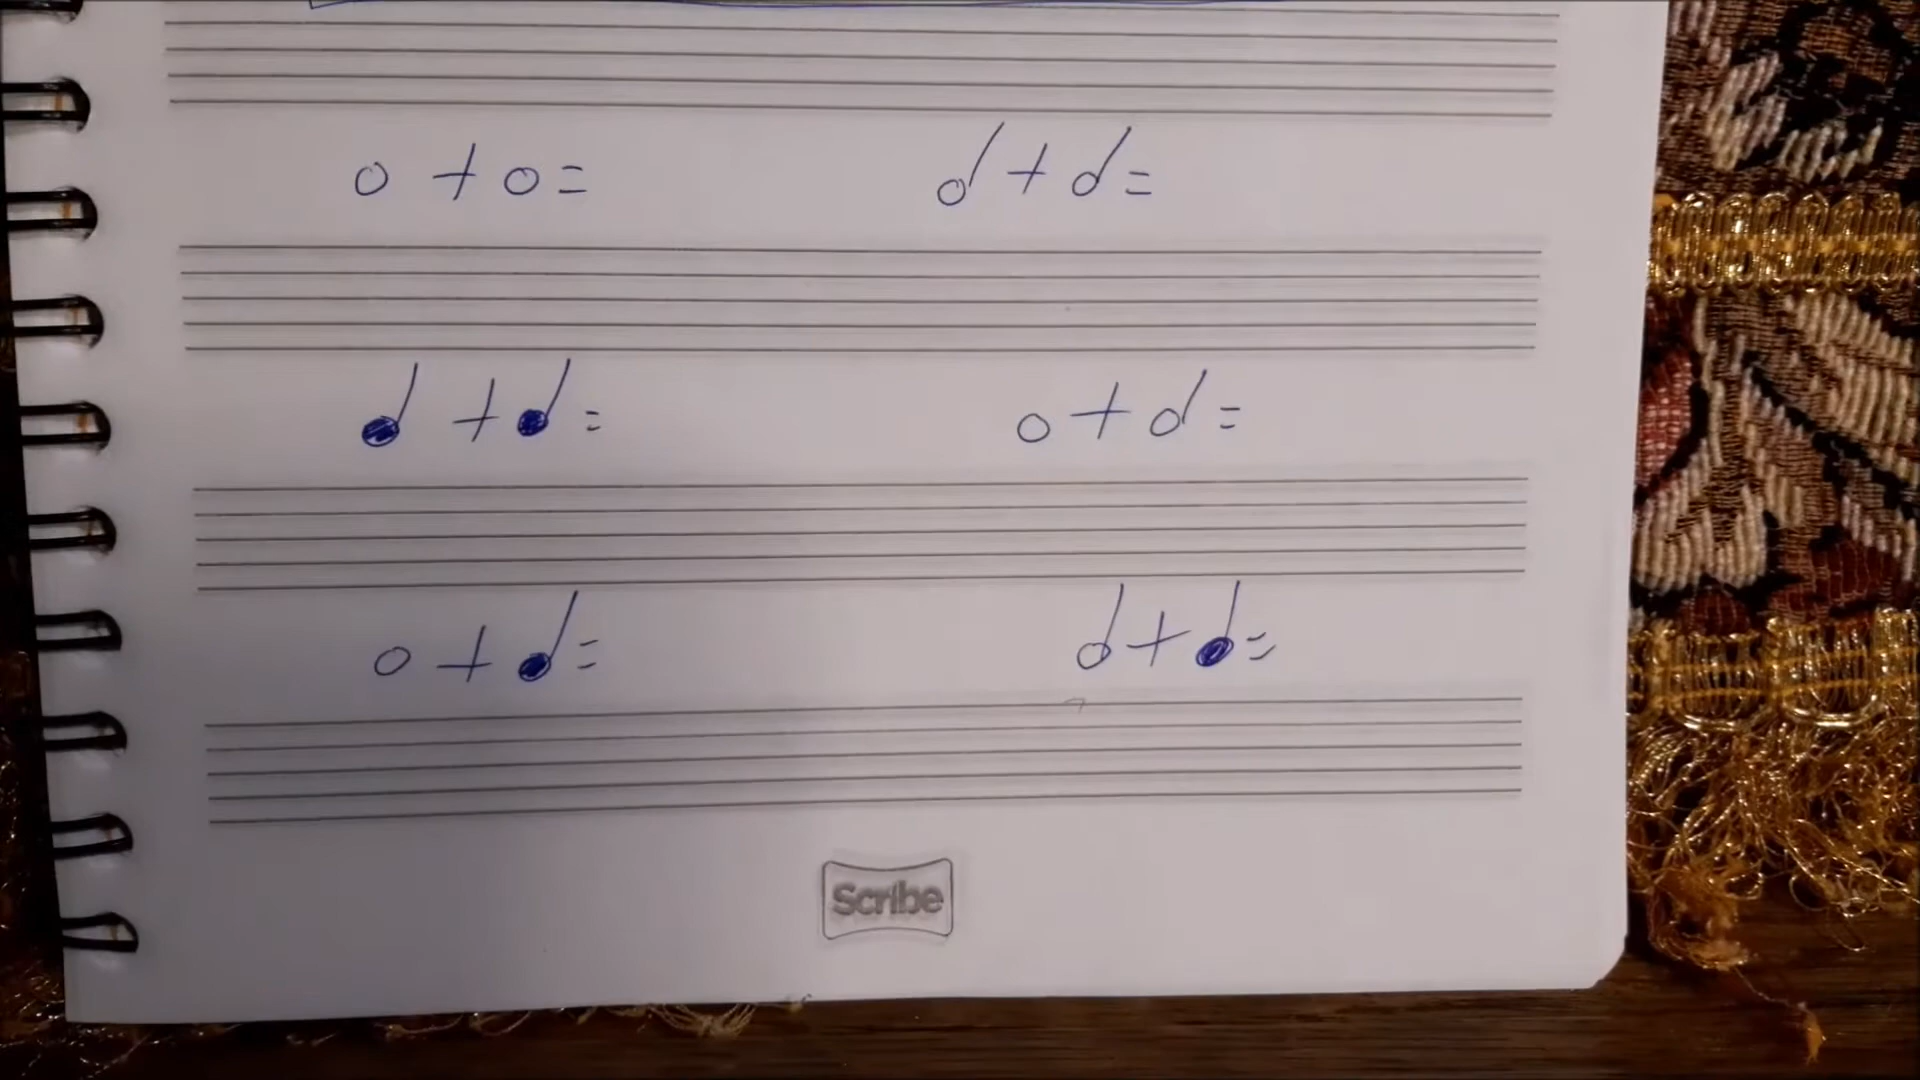 𝅝 + 𝅝 =
𝅗𝅥 + 𝅗𝅥 =
𝅘𝅥 + 𝅘𝅥 =
𝅝 + 𝅗𝅥 =
𝅝 + 𝅘𝅥 =
𝅗𝅥 + 𝅘𝅥 =
Scribe